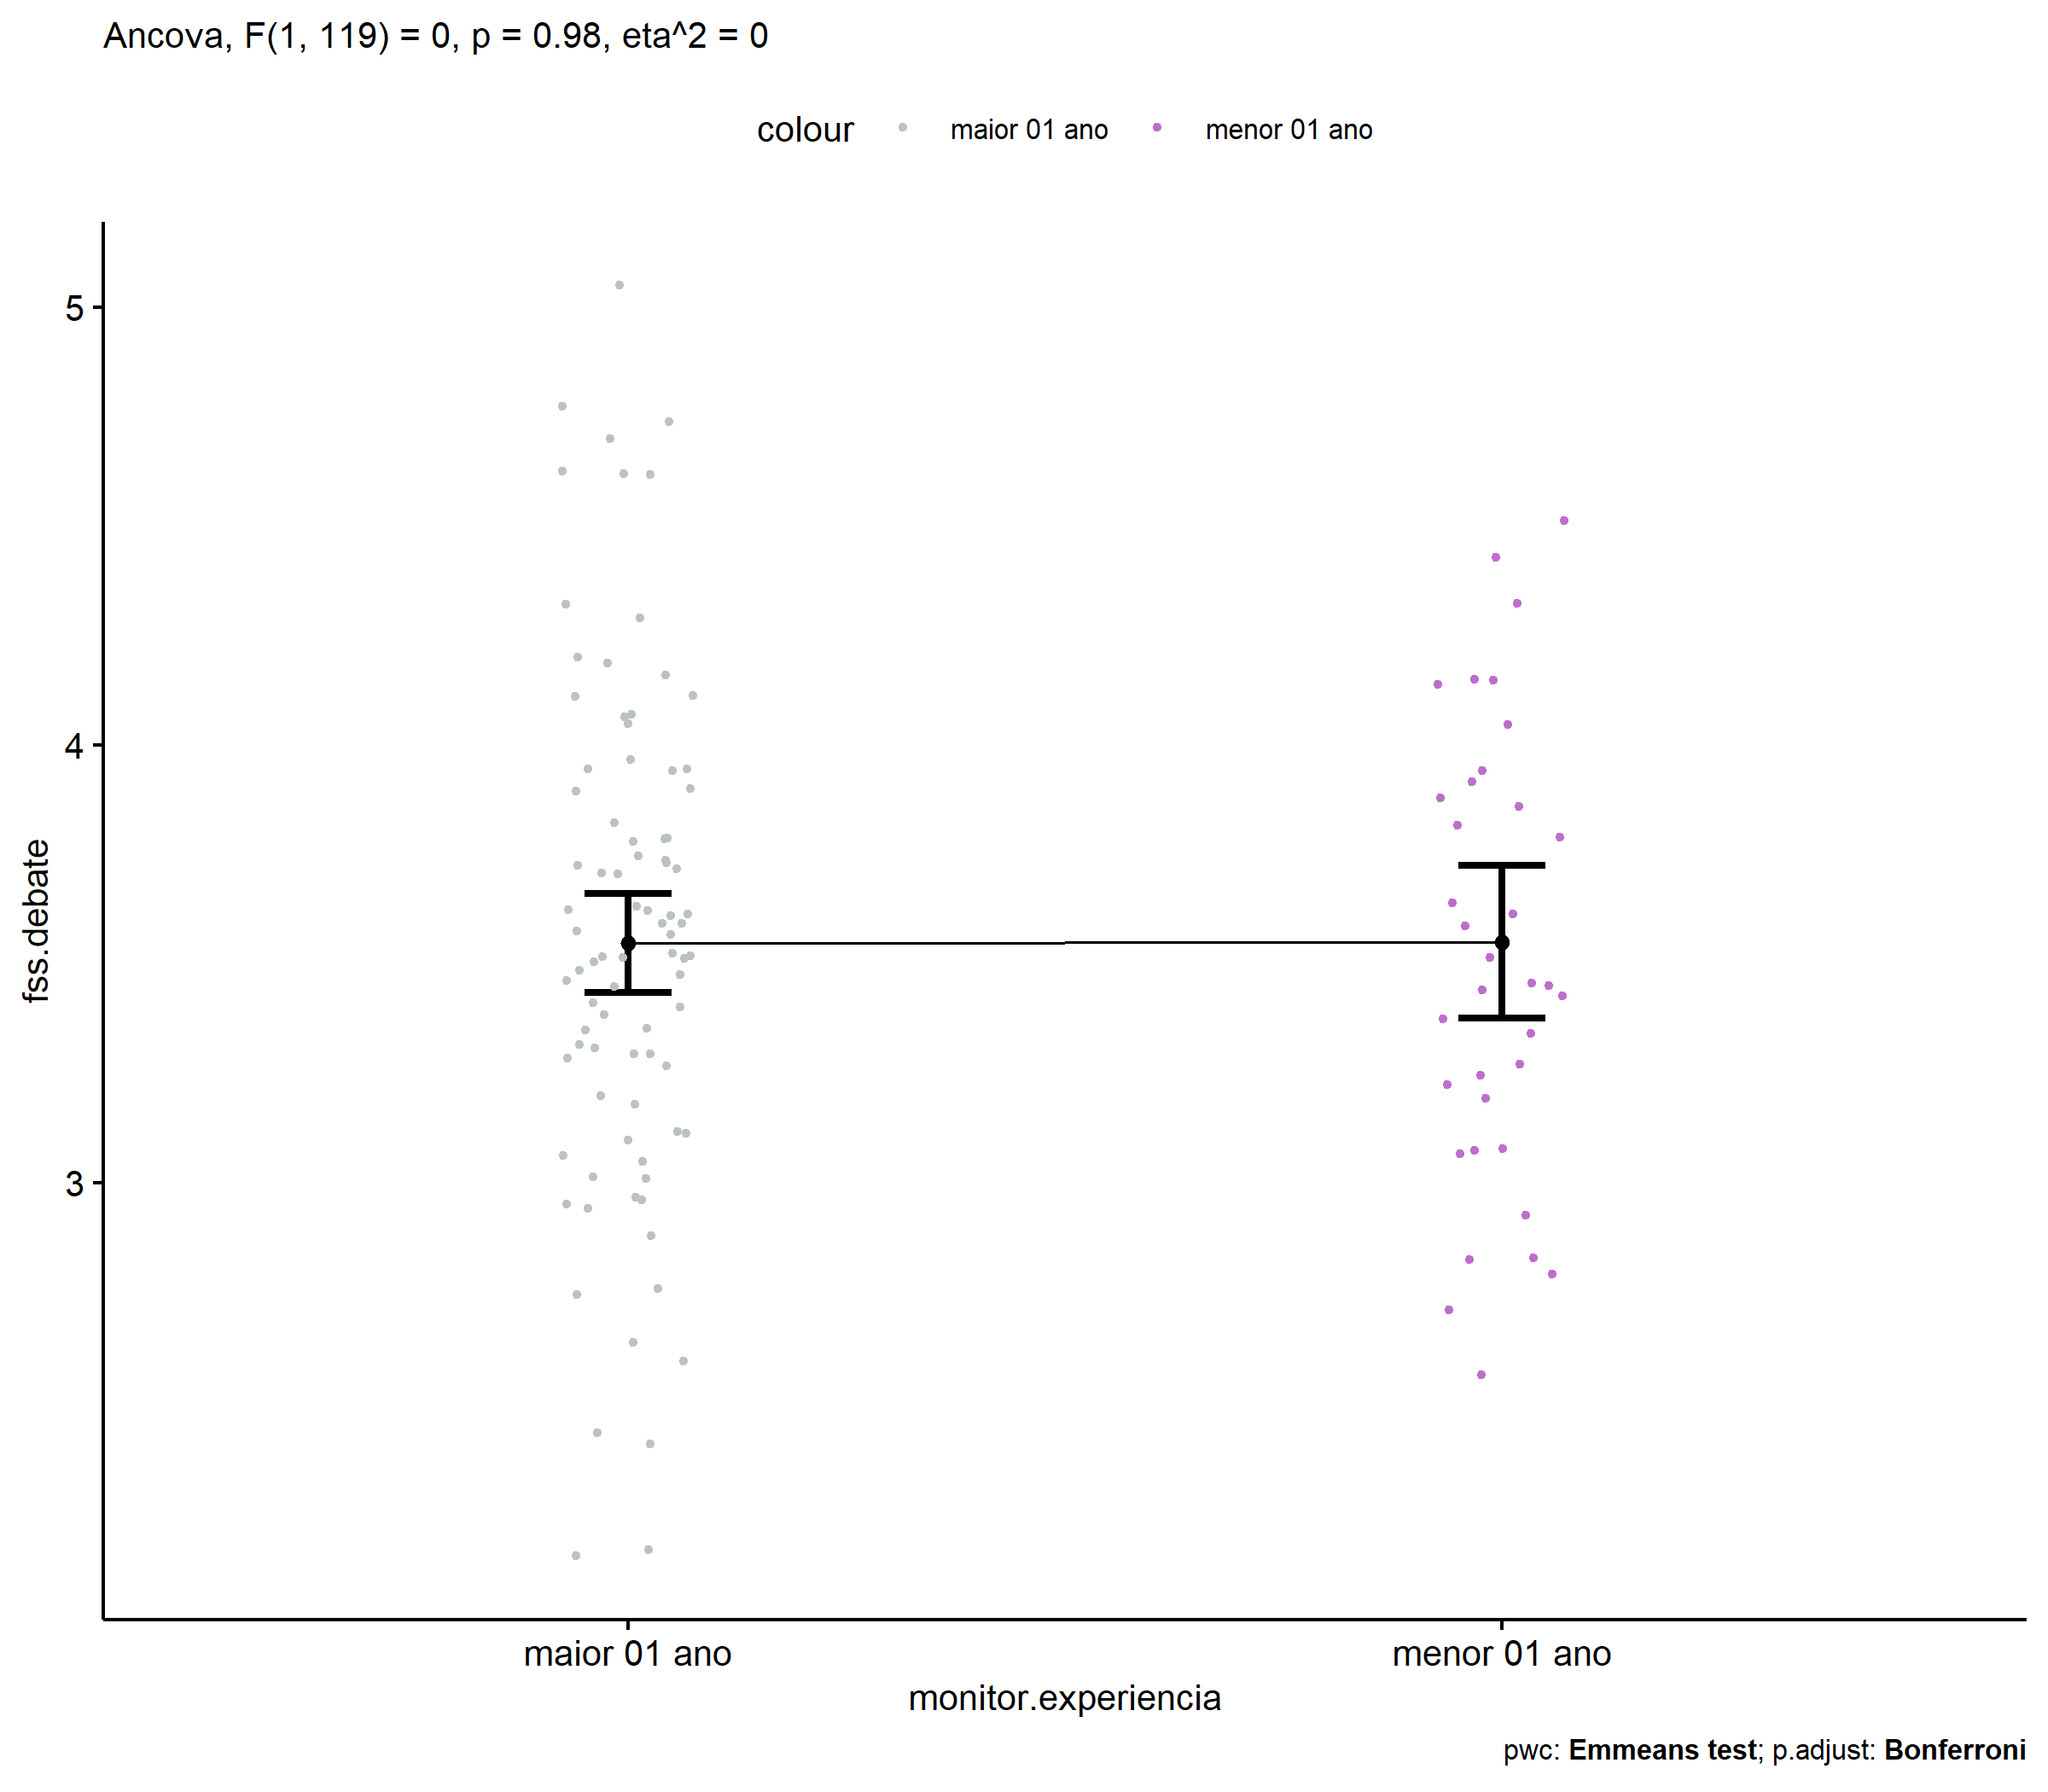 Ancova, F(1, 119) = 0, p = 0.98, eta^2 = 0
colour maior 01 ano menor 01 ano
5
4
3
fss.debate
maior 01 ano menor 01 ano
monitor.experiencia
pwc: Emmeans test; p.adjust: Bonferroni